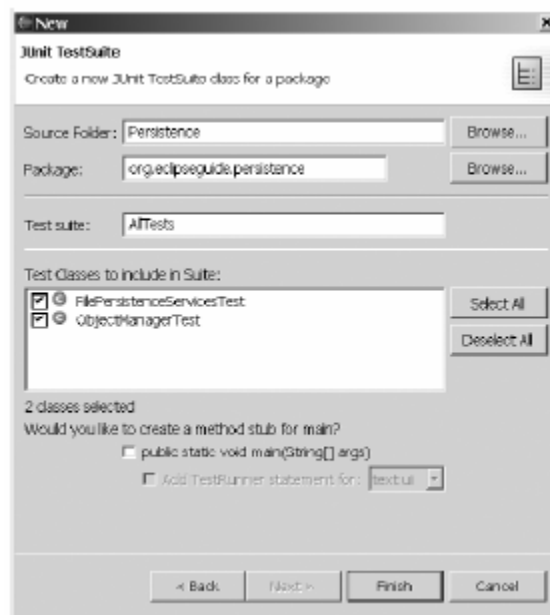 New
JUnit TestSuite
Create a new JUnit TestSuite class for a package
Source Folder: Persistence Browse...
Package: org.eclipseguide.persistence Browse...
Test suite: AllTests
Test Classes to include in Suite:
FilePersistenceServicesTest
ObjectManagerTest
Select All
Deselect All
2 classes selected
Would you like to create a method stub for main?
public static void main(String[] args)
Add TestRunner statement for: text ui
< Back Next > Finish Cancel